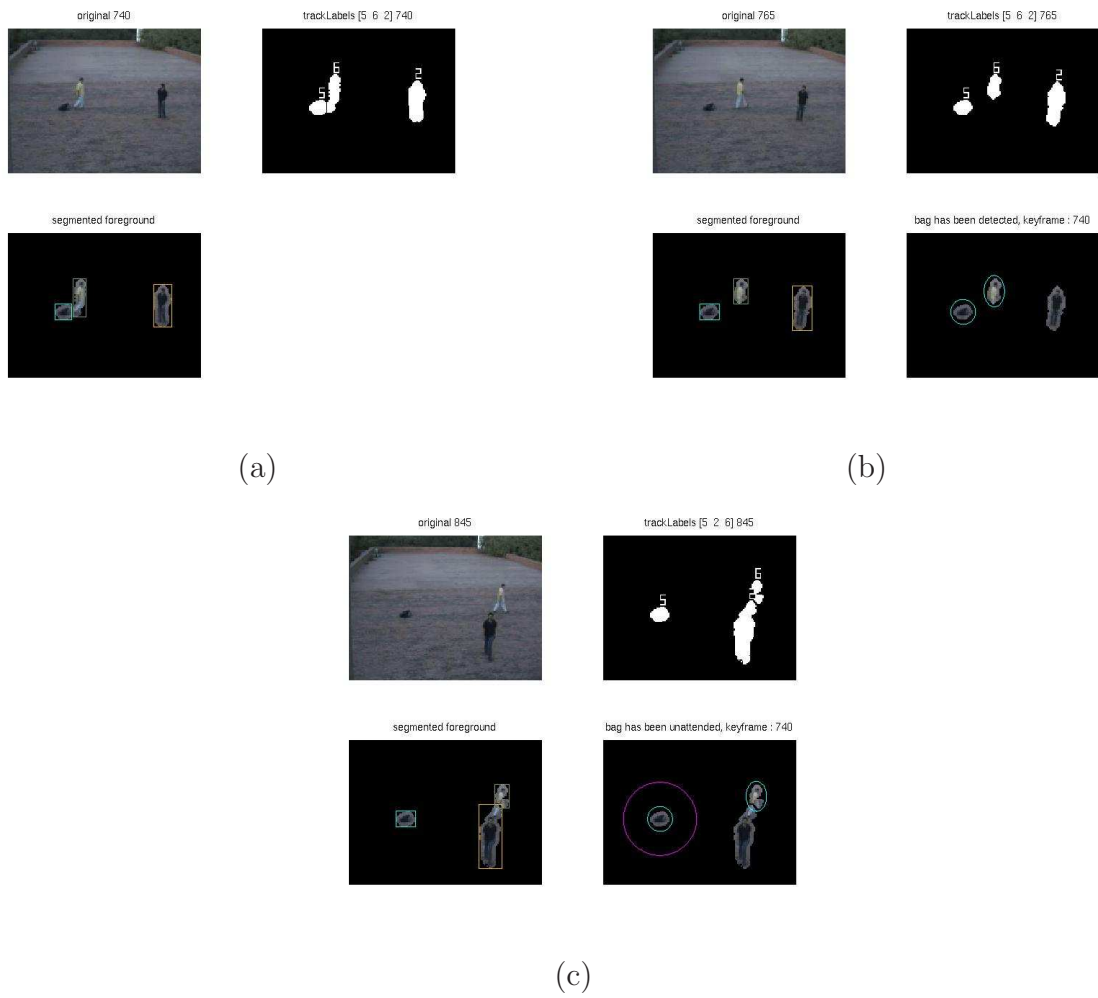 original 740
trackLabels [5 6 2] 740
6
5
2
segmented foreground
(a)
original 765
trackLabels [5 6 2] 765
6
5
2
segmented foreground
bag has been detected, keyframe : 740
(b)
original 845
trackLabels [5 2 6] 845
6
5
2
segmented foreground
bag has been unattended, keyframe : 740
(c)